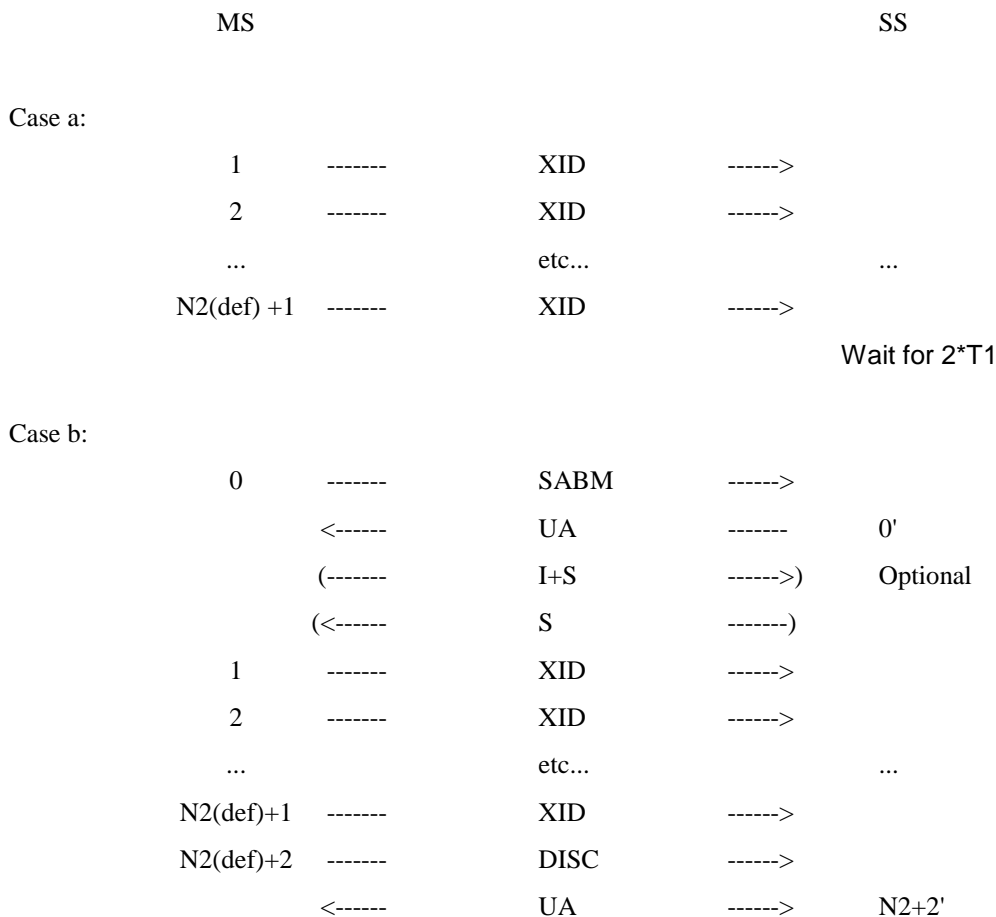 MS SS
Case a:
1 ------- XID ------>
2 ------- XID ------>
... etc... ...
N2(def) +1 ------- XID ------>
Wait for 2*T1
Case b:
0 ------- SABM ------>
<------ UA ------- 0'
(------- I+S ------>) Optional
(<------ S -------)
1 ------- XID ------>
2 ------- XID ------>
... etc... ...
N2(def)+1 ------- XID ------>
N2(def)+2 ------- DISC ------>
<------ UA ------> N2+2'